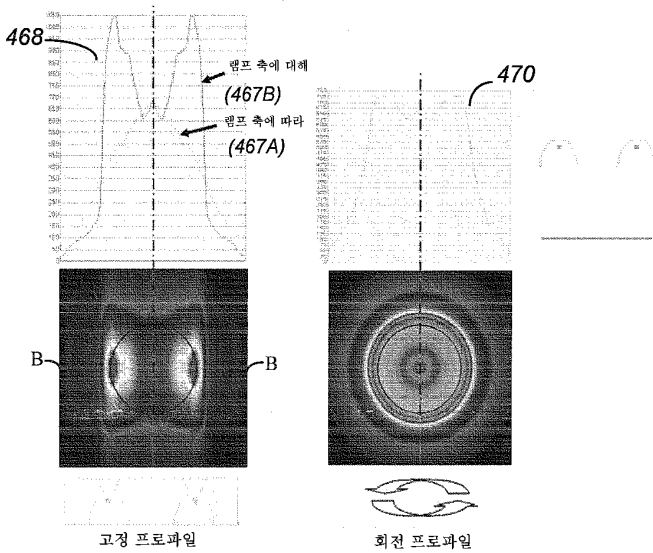 468
램프 축에 대해
(467B)
램프 축에 따라
(467A)
470
B
B
고정 프로파일
회전 프로파일